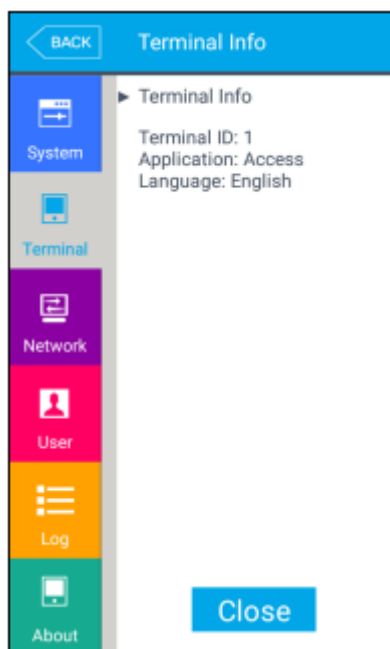 BACK
Terminal Info
System
Terminal
Network
User
Log
About
▶ Terminal Info
Terminal ID: 1
Application: Access
Language: English
Close